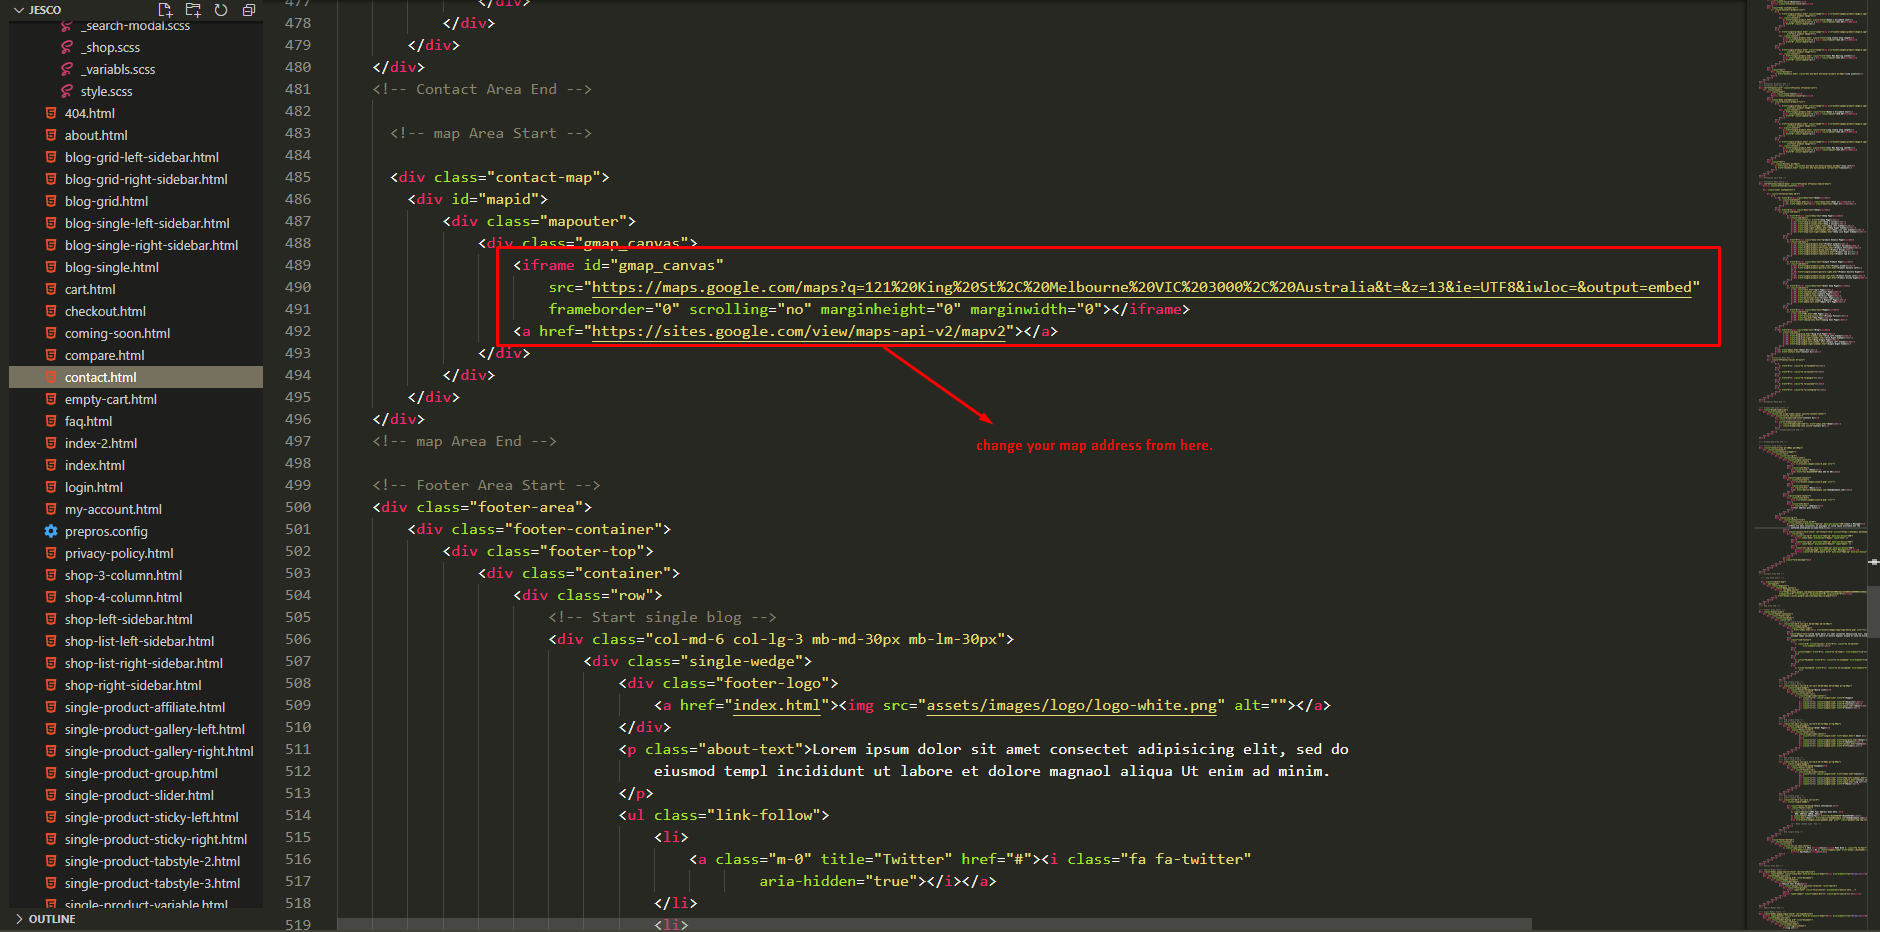 JESCO
_search-modal.scss
_shop.scss
_variabls.scss
style.scss
404.html
about.html
blog-grid-left-sidebar.html
blog-grid-right-sidebar.html
blog-grid.html
blog-single-left-sidebar.html
blog-single-right-sidebar.html
blog-single.html
cart.html
checkout.html
coming-soon.html
compare.html
contact.html
empty-cart.html
faq.html
index-2.html
index.html
login.html
my-account.html
prepros.config
privacy-policy.html
shop-3-column.html
shop-4-column.html
shop-left-sidebar.html
shop-list-left-sidebar.html
shop-list-right-sidebar.html
shop-right-sidebar.html
single-product-affiliate.html
single-product-gallery-left.html
single-product-gallery-right.html
single-product-group.html
single-product-slider.html
single-product-sticky-left.html
single-product-sticky-right.html
single-product-tabstyle-2.html
single-product-tabstyle-3.html
single-product-variable.html
OUTLINE
477 </div>
478 </div>
479 </div>
480 </div>
481 <!-- Contact Area End -->
482
483 <!-- map Area Start -->
484
485 <div class="contact-map">
486 <div id="mapid">
487 <div class="mapouter">
488 <div class="gmap_canvas">
489 <iframe id="gmap_canvas"
490 src="https://maps.google.com/maps?q=121%20King%20St%2C%20Melbourne%20VIC%203000%2C%20Australia&t=&z=13&ie=UTF8&iwloc=&output=embed"
491 frameborder="0" scrolling="no" marginheight="0" marginwidth="0"></iframe>
492 <a href="https://sites.google.com/view/maps-api-v2/mapv2"></a>
493 </div>
494 </div>
495 </div>
496 </div>
change your map address from here.
497 <!-- map Area End -->
498
499 <!-- Footer Area Start -->
500 <div class="footer-area">
501 <div class="footer-container">
502 <div class="footer-top">
503 <div class="container">
504 <div class="row">
505 <!-- Start single blog -->
506 <div class="col-md-6 col-lg-3 mb-md-30px mb-lm-30px">
507 <div class="single-wedge">
508 <div class="footer-logo">
509 <a href="index.html"><img src="assets/images/logo/logo-white.png" alt=""></a>
510 </div>
511 <p class="about-text">Lorem ipsum dolor sit amet consectet adipisicing elit, sed do
512 eiusmod templ incididunt ut labore et dolore magnaol aliqua Ut enim ad minim.
513 </p>
514 <ul class="link-follow">
515 <li>
516 <a class="m-0" title="Twitter" href="#"><i class="fa fa-twitter"
517 aria-hidden="true"></i></a>
518 </li>
519 <li>